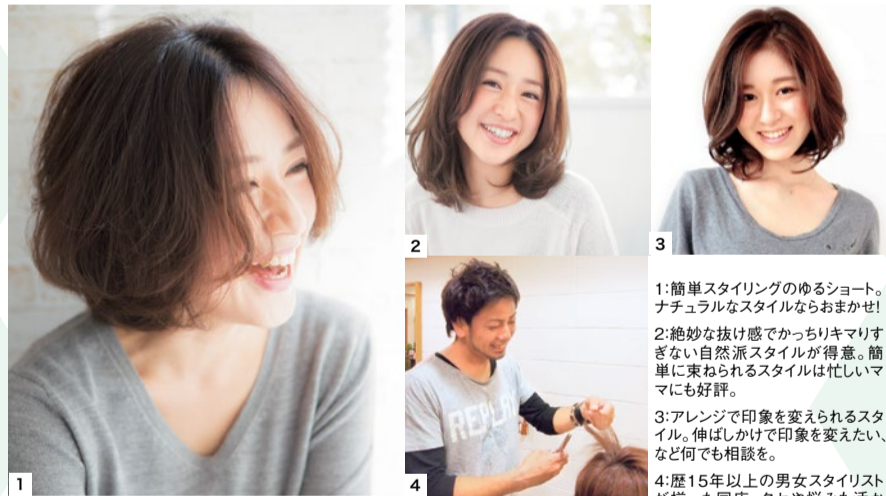 1
2
3
REPLAY
4
1:簡単スタイリングのゆるショート。
ナチュラルなスタイルならおまかせ!
2:絶妙な抜け感でかっちりキマりす
ぎない自然派スタイルが得意。簡
単に束ねられるスタイルは忙しいマ
マにも好評。
3:アレンジで印象を変えられるスタ
イル。伸ばしかけで印象を変えたい、
など何でも相談を。
4:歴15年以上の男女スタイリスト